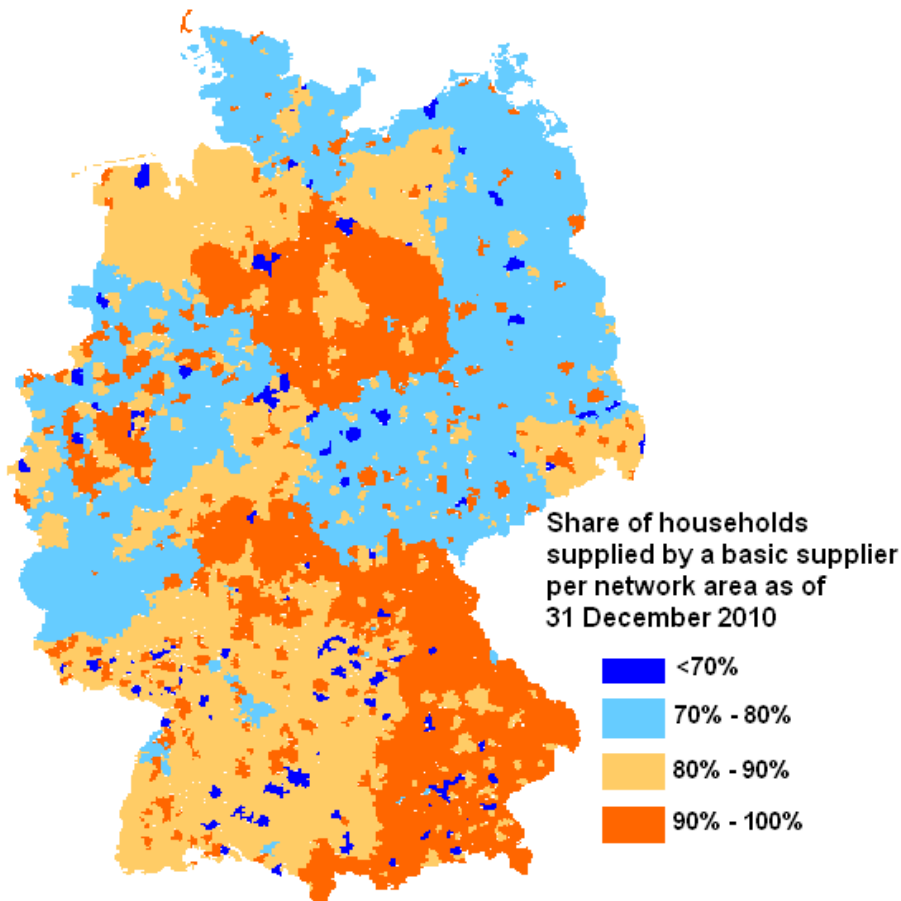 Share of households
supplied by a basic supplier
per network area as of
31 December 2010
<70%
70% - 80%
80% - 90%
90% - 100%